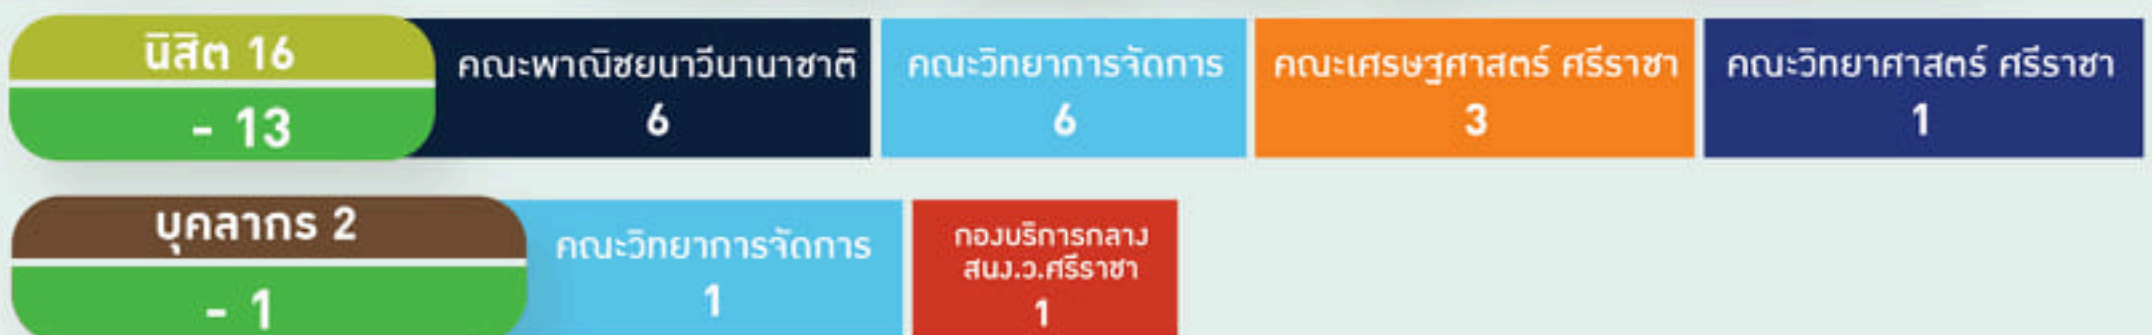 นิสิต 16
- 13
คณะพาณิชยนาวีนานาชาติ
6
คณะวิทยาการจัดการ
6
คณะเศรษฐศาสตร์ ศรีราชา
3
คณะวิทยาศาสตร์ ศรีราชา
1
บุคลากร 2
- 1
คณะวิทยาการจัดการ
1
กองบริการกลาง
สนง.ว.ศรีราชา
1